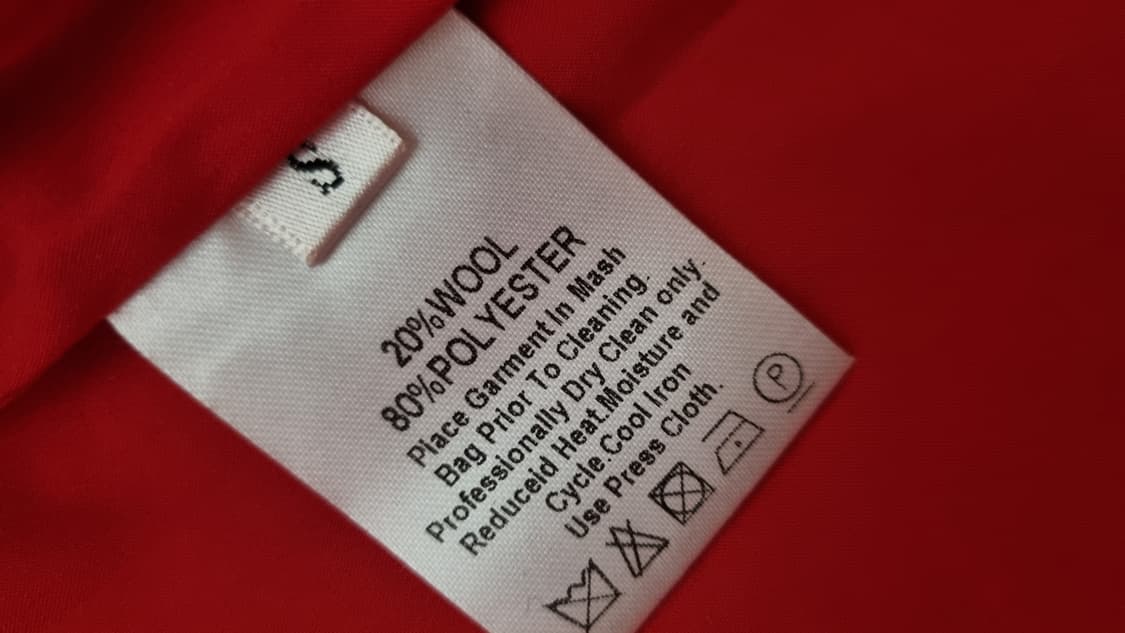 S
20%WOOL
80%POLYESTER
Place Garment In Mash
Bag Prior To Cleaning.
Professionally Dry Clean only.
Reduceid Heat.Moisture and
Cycle.Cool Iron
Use Press Cloth.
P